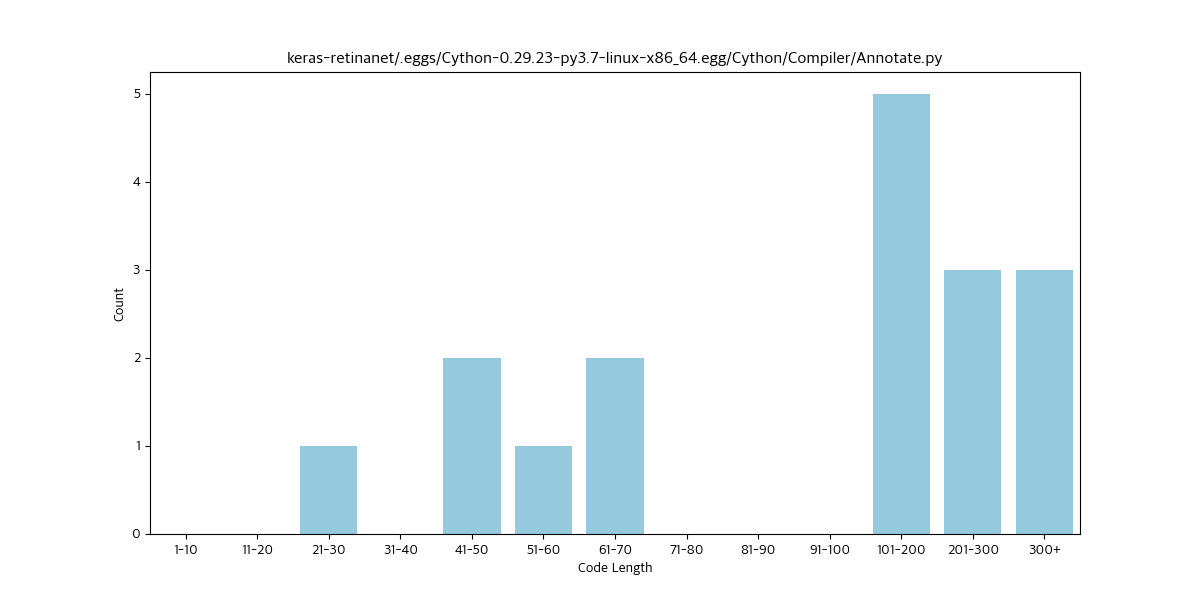 keras-retinanet/.eggs/Cython-0.29.23-py3.7-linux-x86_64.egg/Cython/Compiler/Annotate.py
Count
5
4
3
2
1
0
1-10 11-20 21-30 31-40 41-50 51-60 61-70 71-80 81-90 91-100 101-200 201-300 300+
Code Length